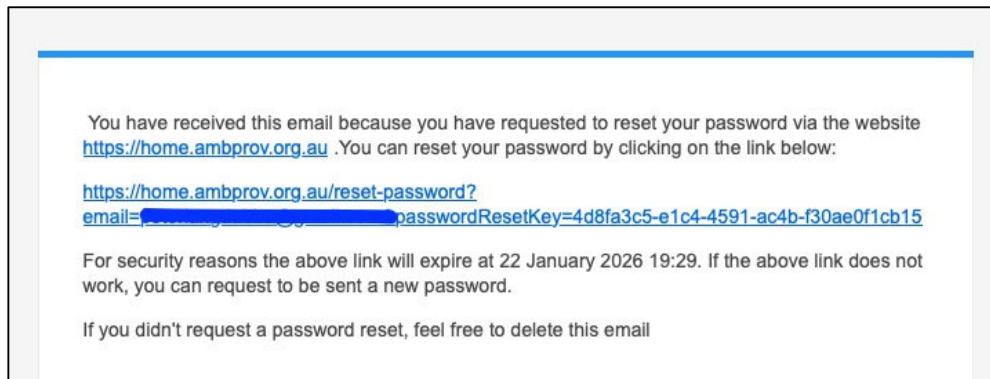 You have received this email because you have requested to reset your password via the website
https://home.ambprov.org.au .You can reset your password by clicking on the link below:
https://home.ambprov.org.au/reset-password?
email= passwordResetKey=4d8fa3c5-e1c4-4591-ac4b-f30ae0f1cb15
For security reasons the above link will expire at 22 January 2026 19:29. If the above link does not
work, you can request to be sent a new password.
If you didn't request a password reset, feel free to delete this email